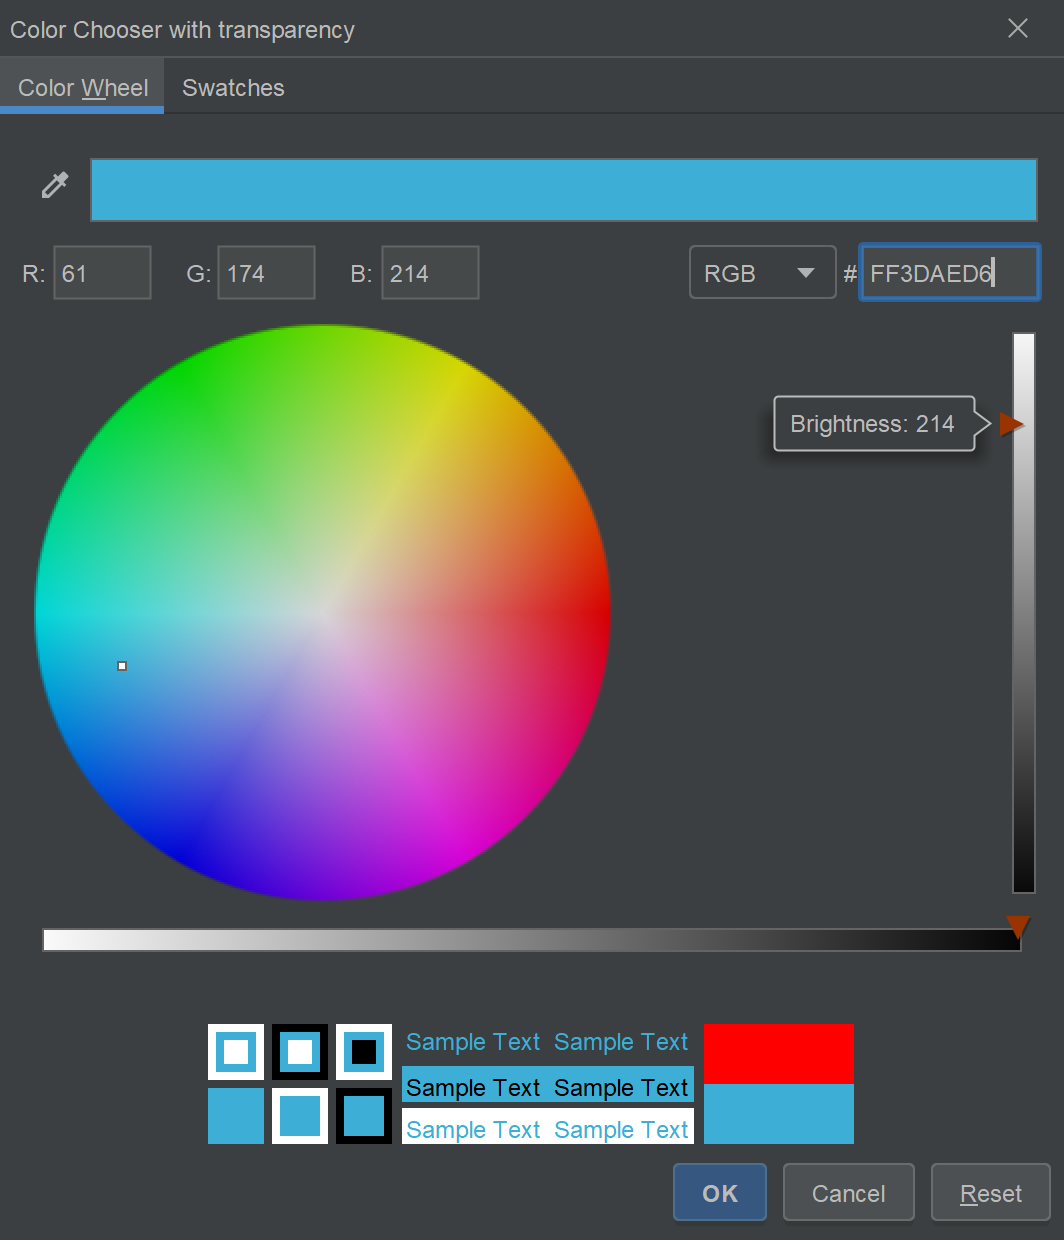 Color Chooser with transparency
Color Wheel Swatches
R: 61 G: 174 B: 214 RGB # FF3DAED6
Brightness: 214
Sample Text Sample Text
Sample Text Sample Text
Sample Text Sample Text
OK Cancel Reset